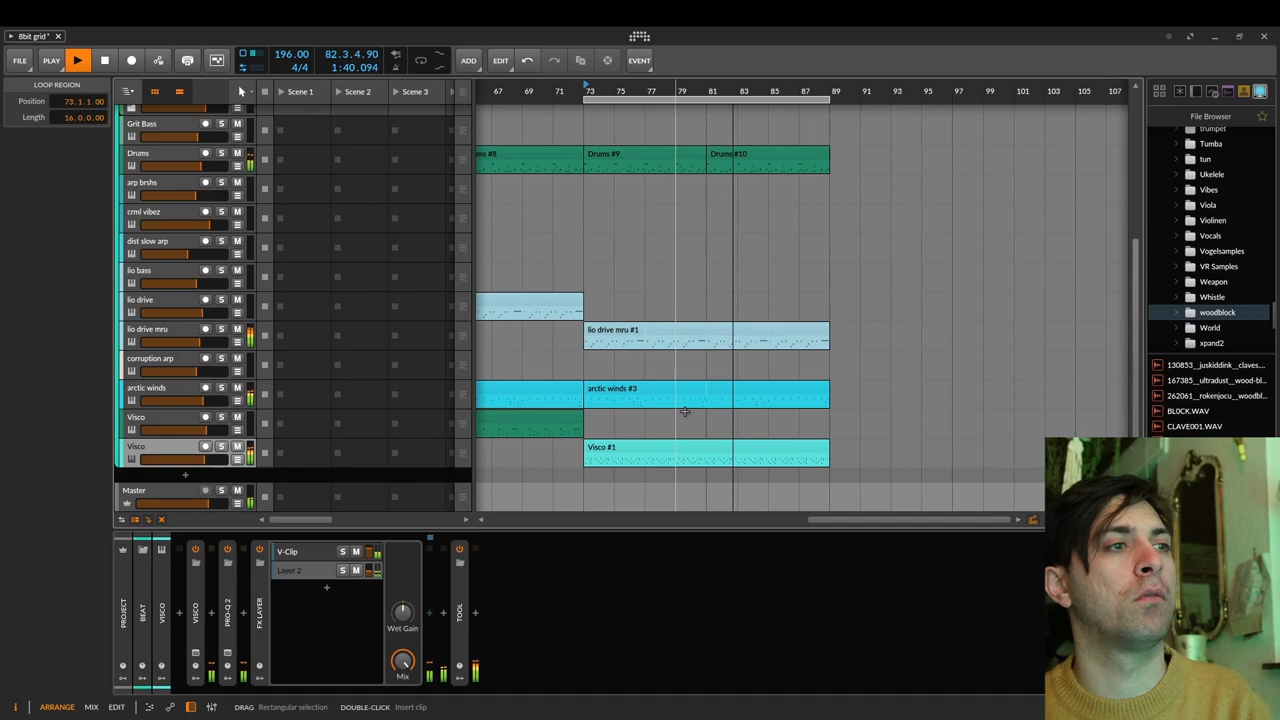 8bit grid*
FILE
PLAY
196.00
4/4
82.3.4.90
1:40.094
ADD
EDIT
EVENT
LOOP REGION
Position 73.1.1.00
Length 16.0.0.00
Scene 1
Scene 2
Scene 3
67 69 71 73 75 77 79 81 83 85 87 89 91 93 95 97 99 101 103 105 107
Grit Bass S M
Drums S M
ms #8
Drums #9
Drums #10
arp brshs S M
crml vibez S M
dist slow arp S M
lio bass S M
lio drive S M
lio drive mru S M
lio drive mru #1
corruption arp S M
arctic winds S M
arctic winds #3
Visco S M
Visco S M
Visco #1
Master S M
File Browser
trumpet
Tumba
tun
Ukelele
Vibes
Viola
Violinen
Vocals
Vogelsamples
VR Samples
Weapon
Whistle
woodblock
World
xpand2
130853__juskiddink__claves...
167385__ultradust__wood-bl...
262061__rokenjocu__woodbl...
BLOCK.WAV
CLAVE001.WAV
PROJECT
BEAT
VISCO
VISCO
PRO-Q 2
FX LAYER
V-Clip S M
Layer 2 S M
Wet Gain
Mix
TOOL
ARRANGE
MIX
EDIT
DRAG Rectangular selection
DOUBLE-CLICK Insert clip